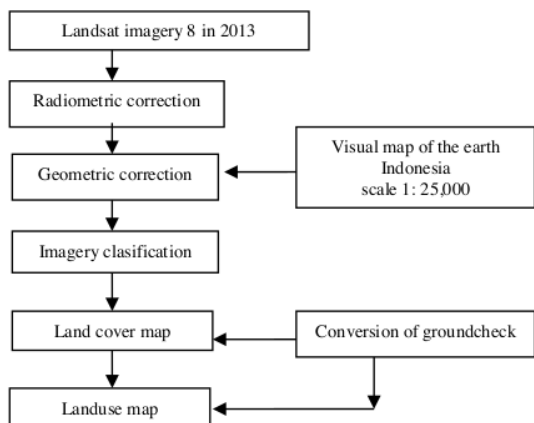 Landsat imagery 8 in 2013
Radiometric correction
Geometric correction
Visual map of the earth
Indonesia
scale 1: 25,000
Imagery clasification
Land cover map
Conversion of groundcheck
Landuse map